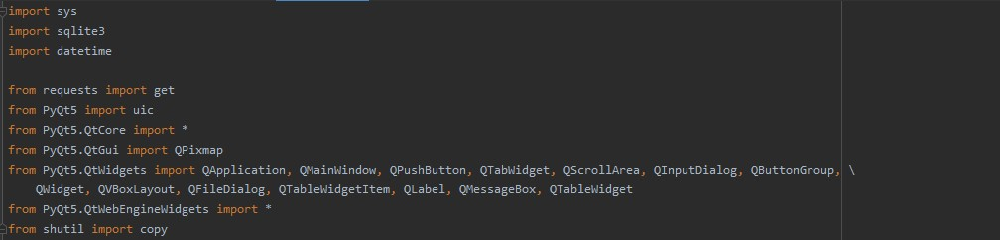 import sys
import sqlite3
import datetime
from requests import get
from PyQt5 import uic
from PyQt5.QtCore import *
from PyQt5.QtGui import QPixmap
from PyQt5.QtWidgets import QApplication, QMainWindow, QPushButton, QTabWidget, QScrollArea, QInputDialog, QButtonGroup, \
    QWidget, QVBoxLayout, QFileDialog, QTableWidgetItem, QLabel, QMessageBox, QTableWidget
from PyQt5.QtWebEngineWidgets import *
from shutil import copy